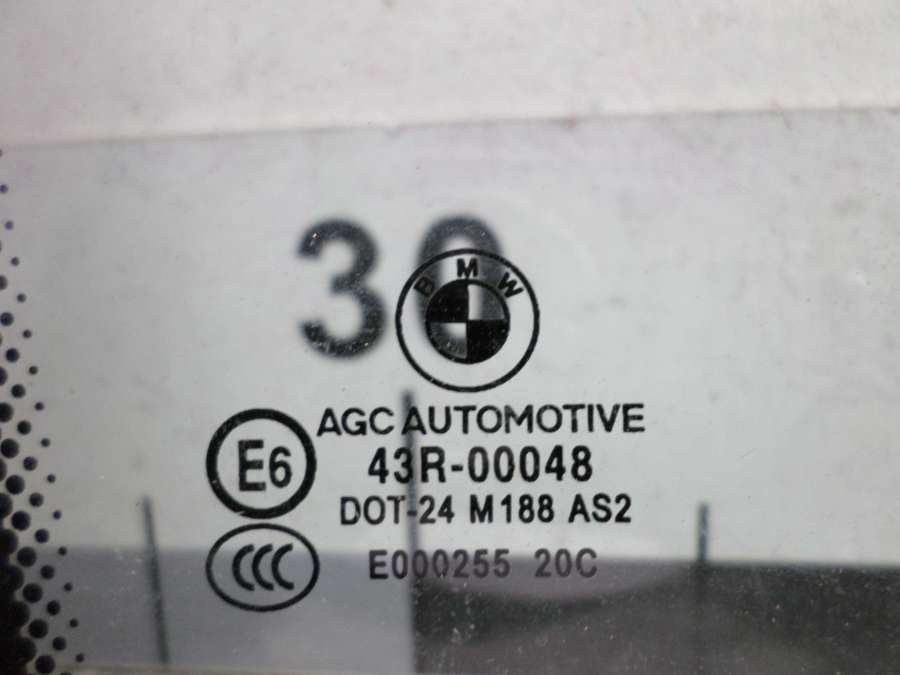 30
BMW
AGC AUTOMOTIVE
E6 43R-00048
DOT-24 M188 AS2
CCC E000255 20C